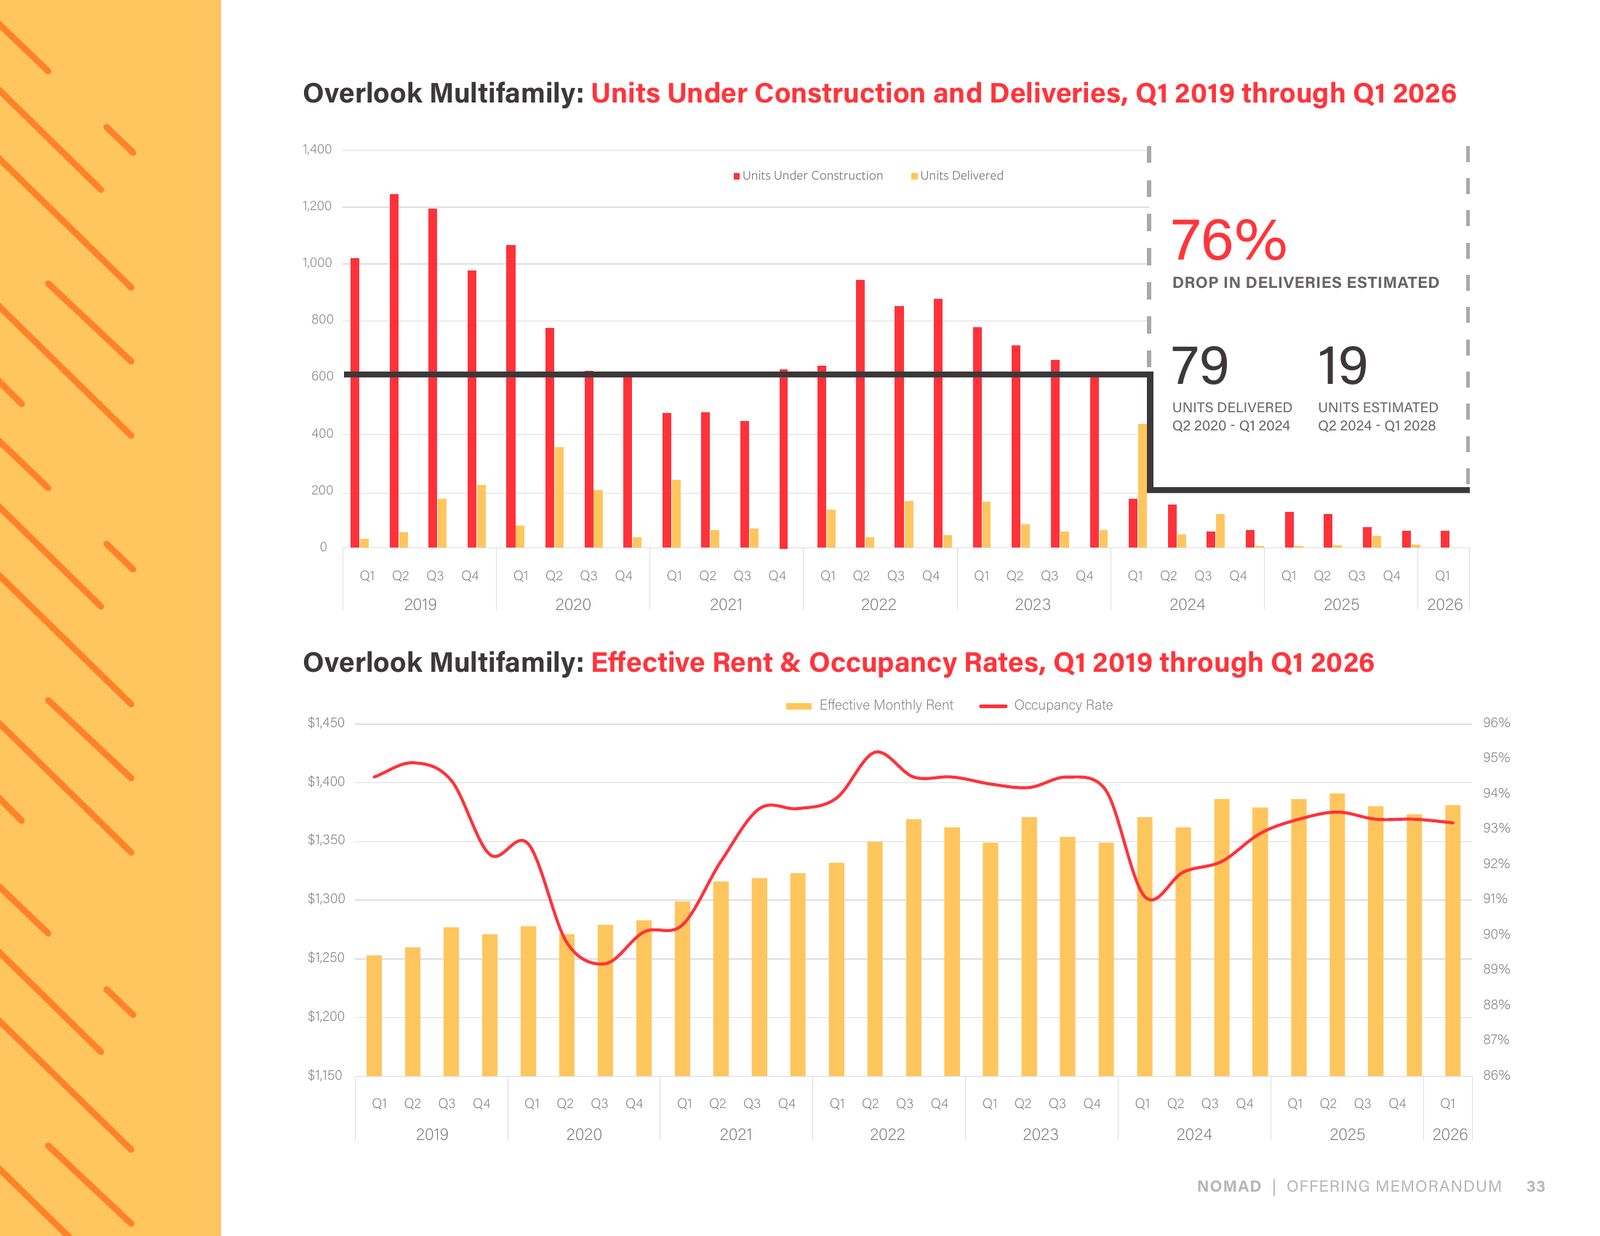 Overlook Multifamily: Units Under Construction and Deliveries, Q1 2019 through Q1 2026
1,400
Units Under Construction Units Delivered
1,200
1,000
800
600
400
200
0
76%
DROP IN DELIVERIES ESTIMATED
79 19
UNITS DELIVERED UNITS ESTIMATED
Q2 2020 - Q1 2024 Q2 2024 - Q1 2028
Q1 Q2 Q3 Q4 Q1 Q2 Q3 Q4 Q1 Q2 Q3 Q4 Q1 Q2 Q3 Q4 Q1 Q2 Q3 Q4 Q1 Q2 Q3 Q4 Q1 Q2 Q3 Q4 Q1
2019 2020 2021 2022 2023 2024 2025 2026
Overlook Multifamily: Effective Rent & Occupancy Rates, Q1 2019 through Q1 2026
Effective Monthly Rent Occupancy Rate
$1,450 96%
95%
$1,400
94%
$1,350
93%
92%
$1,300 91%
90%
$1,250
89%
88%
$1,200
87%
$1,150 86%
Q1 Q2 Q3 Q4 Q1 Q2 Q3 Q4 Q1 Q2 Q3 Q4 Q1 Q2 Q3 Q4 Q1 Q2 Q3 Q4 Q1 Q2 Q3 Q4 Q1 Q2 Q3 Q4 Q1
2019 2020 2021 2022 2023 2024 2025 2026
NOMAD | OFFERING MEMORANDUM 33